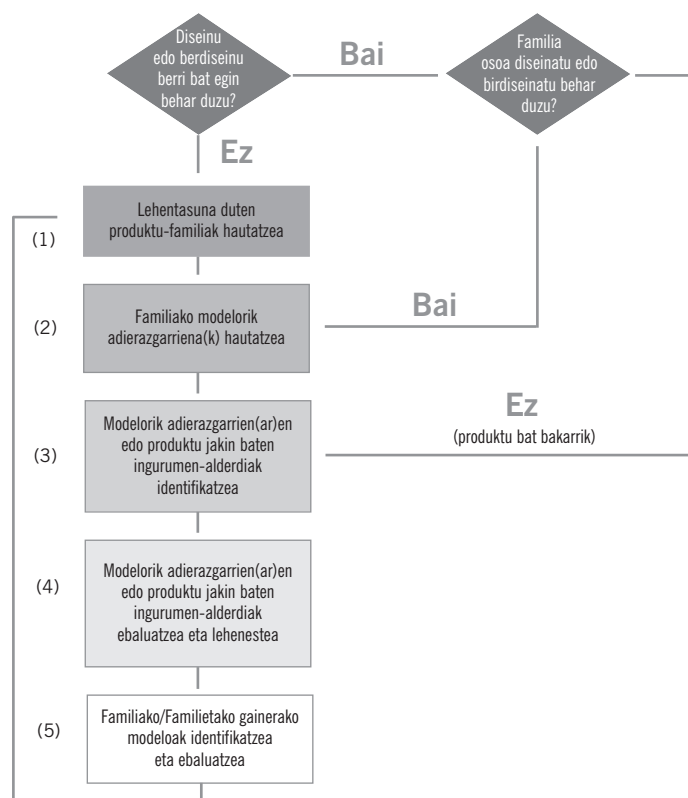 Diseinu
edo berdiseinu
berri bat egin
behar duzu?
Bai
Familia
osoa diseinatu edo
birdiseinatu behar
duzu?
Ez
(1)
Lehentasuna duten
produktu-familiak hautatzea
(2)
Familiako modelorik
adierazgarriena(k) hautatzea
Bai
(3)
Modelorik adierazgarrien(ar)en
edo produktu jakin baten
ingurumen-alderdiak
identifikatzea
Ez
(produktu bat bakarrik)
(4)
Modelorik adierazgarrien(ar)en
edo produktu jakin baten
ingurumen-alderdiak
ebaluatzea eta lehenestea
(5)
Familiako/Familietako gainerako
modeloak identifikatzea
eta ebaluatzea